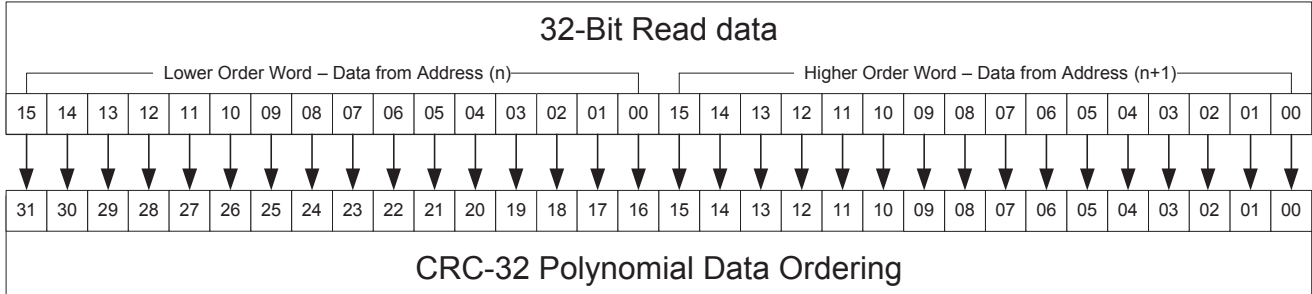 32-Bit Read data
Lower Order Word – Data from Address (n) Higher Order Word – Data from Address (n+1)
15 14 13 12 11 10 09 08 07 06 05 04 03 02 01 00 15 14 13 12 11 10 09 08 07 06 05 04 03 02 01 00
31 30 29 28 27 26 25 24 23 22 21 20 19 18 17 16 15 14 13 12 11 10 09 08 07 06 05 04 03 02 01 00
CRC-32 Polynomial Data Ordering